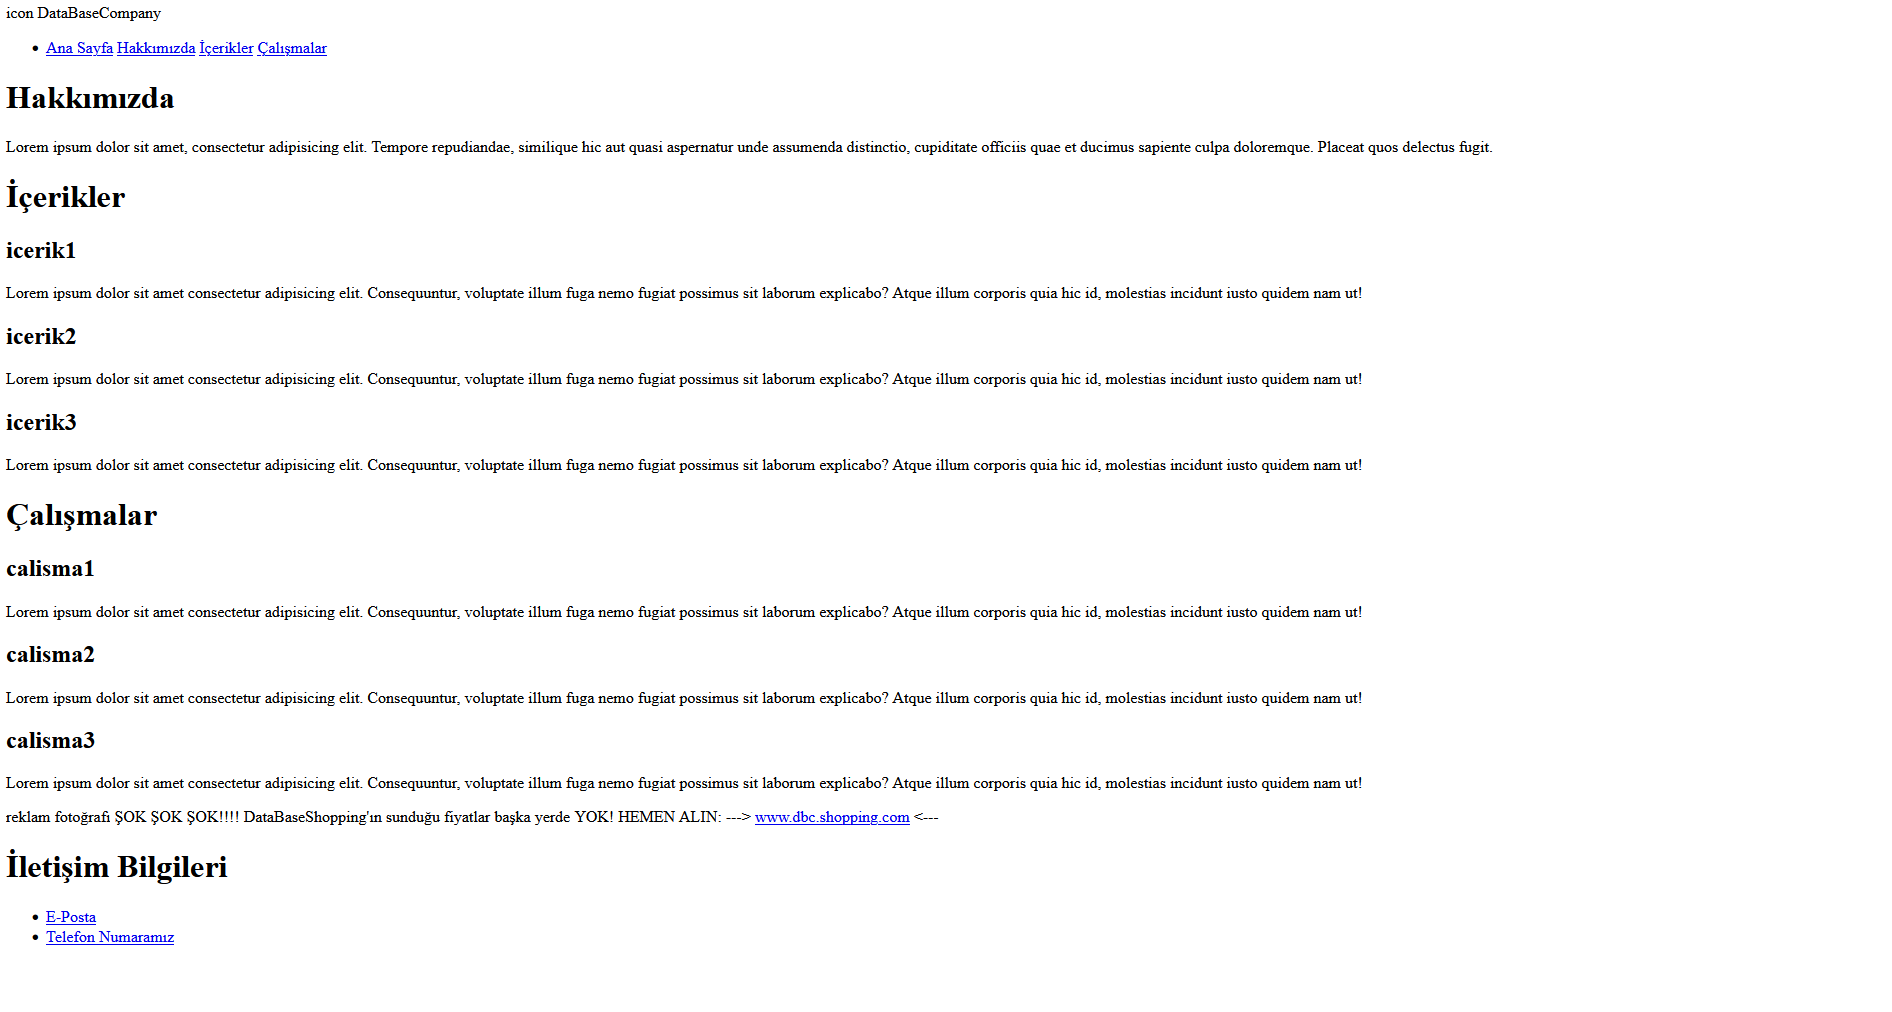 icon DataBaseCompany
Ana Sayfa Hakkımızda İçerikler Çalışmalar
Hakkımızda
Lorem ipsum dolor sit amet, consectetur adipisicing elit. Tempore repudiandae, similique hic aut quasi aspernatur unde assumenda distinctio, cupiditate officiis quae et ducimus sapiente culpa doloremque. Placeat quos delectus fugit.
İçerikler
icerik1
Lorem ipsum dolor sit amet consectetur adipisicing elit. Consequuntur, voluptate illum fuga nemo fugiat possimus sit laborum explicabo? Atque illum corporis quia hic id, molestias incidunt iusto quidem nam ut!
icerik2
Lorem ipsum dolor sit amet consectetur adipisicing elit. Consequuntur, voluptate illum fuga nemo fugiat possimus sit laborum explicabo? Atque illum corporis quia hic id, molestias incidunt iusto quidem nam ut!
icerik3
Lorem ipsum dolor sit amet consectetur adipisicing elit. Consequuntur, voluptate illum fuga nemo fugiat possimus sit laborum explicabo? Atque illum corporis quia hic id, molestias incidunt iusto quidem nam ut!
Çalışmalar
calisma1
Lorem ipsum dolor sit amet consectetur adipisicing elit. Consequuntur, voluptate illum fuga nemo fugiat possimus sit laborum explicabo? Atque illum corporis quia hic id, molestias incidunt iusto quidem nam ut!
calisma2
Lorem ipsum dolor sit amet consectetur adipisicing elit. Consequuntur, voluptate illum fuga nemo fugiat possimus sit laborum explicabo? Atque illum corporis quia hic id, molestias incidunt iusto quidem nam ut!
calisma3
Lorem ipsum dolor sit amet consectetur adipisicing elit. Consequuntur, voluptate illum fuga nemo fugiat possimus sit laborum explicabo? Atque illum corporis quia hic id, molestias incidunt iusto quidem nam ut!
reklam fotoğrafı ŞOK ŞOK ŞOK!!!! DataBaseShopping'ın sunduğu fiyatlar başka yerde YOK! HEMEN ALIN: ---> www.dbc.shopping.com <---
İletişim Bilgileri
E-Posta
Telefon Numaramız